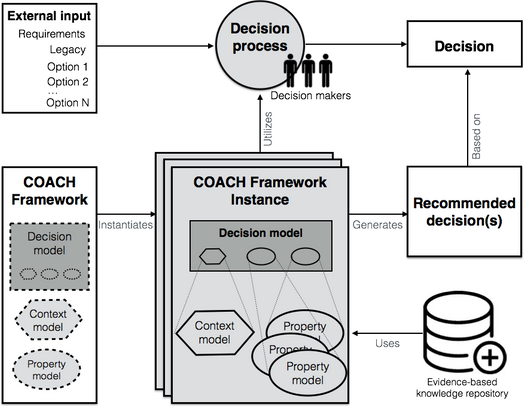 External input
Requirements
Legacy
Option 1
Option 2
...
Option N
Decision
process
Decision makers
Decision
Utilizes
Based on
COACH
Framework
Decision
model
Context
model
Property
model
Instantiates
COACH Framework
Instance
Decision model
Context
model
Property
model
Property
model
Property
model
Generates
Recommended
decision(s)
Uses
Evidence-based
knowledge repository